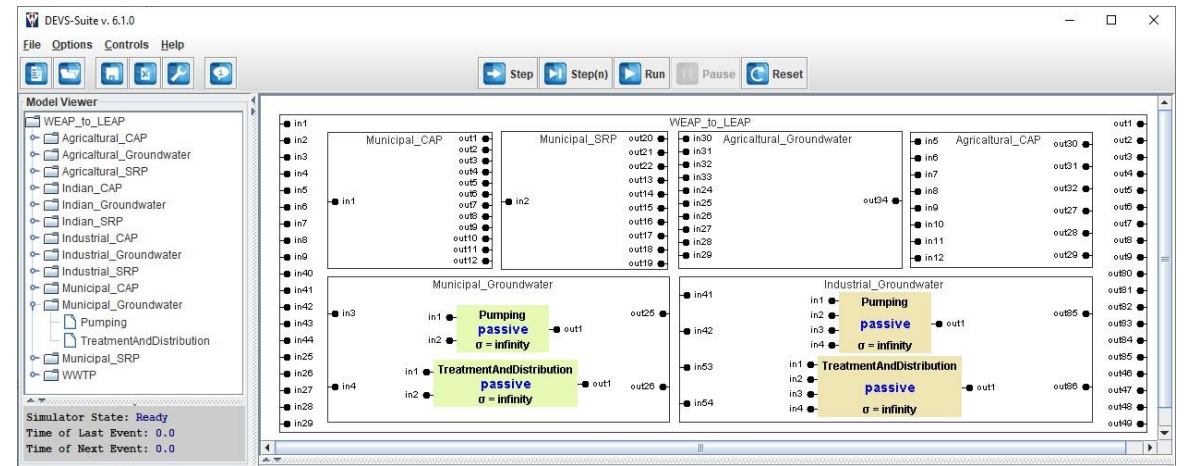 DEVS-Suite v. 6.1.0
File Options Controls Help
Step Step(n) Run Pause Reset
Model Viewer
WEAP_to_LEAP
Agricaltural_CAP
Agricaltural_Groundwater
Agricaltural_SRP
Indian_CAP
Indian_Groundwater
Indian_SRP
Industrial_CAP
Industrial_Groundwater
Industrial_SRP
Municipal_CAP
Municipal_Groundwater
Pumping
TreatmentAndDistribution
Municipal_SRP
WWTP
Simulator State: Ready
Time of Last Event: 0.0
Time of Next Event: 0.0
WEAP_to_LEAP
in1
in2
in3
in4
in5
in6
in7
in8
in9
in40
in41
in42
in43
in44
in25
in26
in27
in28
in29
Municipal_CAP
in1
out1
out2
out3
out4
out5
out6
out7
out8
out9
out10
out11
out12
Municipal_SRP
in2
out20
out21
out22
out13
out14
out15
out16
out17
out18
out19
Agricaltural_Groundwater
in30
in31
in32
in33
in24
in25
in26
in27
in28
in29
out34
Agricaltural_CAP
in5
in6
in7
in8
in9
in10
in11
in12
out30
out31
out32
out27
out28
out29
Municipal_Groundwater
in3
in4
in1
in2
Pumping
passive
σ = infinity
out1
in1
in2
TreatmentAndDistribution
passive
σ = infinity
out1
out25
out26
Industrial_Groundwater
in41
in42
in53
in54
in1
in2
in3
in4
Pumping
passive
σ = infinity
out1
in1
in2
in3
in4
TreatmentAndDistribution
passive
σ = infinity
out1
out85
out86
out1
out2
out3
out4
out5
out6
out7
out8
out9
out80
out81
out82
out83
out84
out85
out46
out47
out48
out49